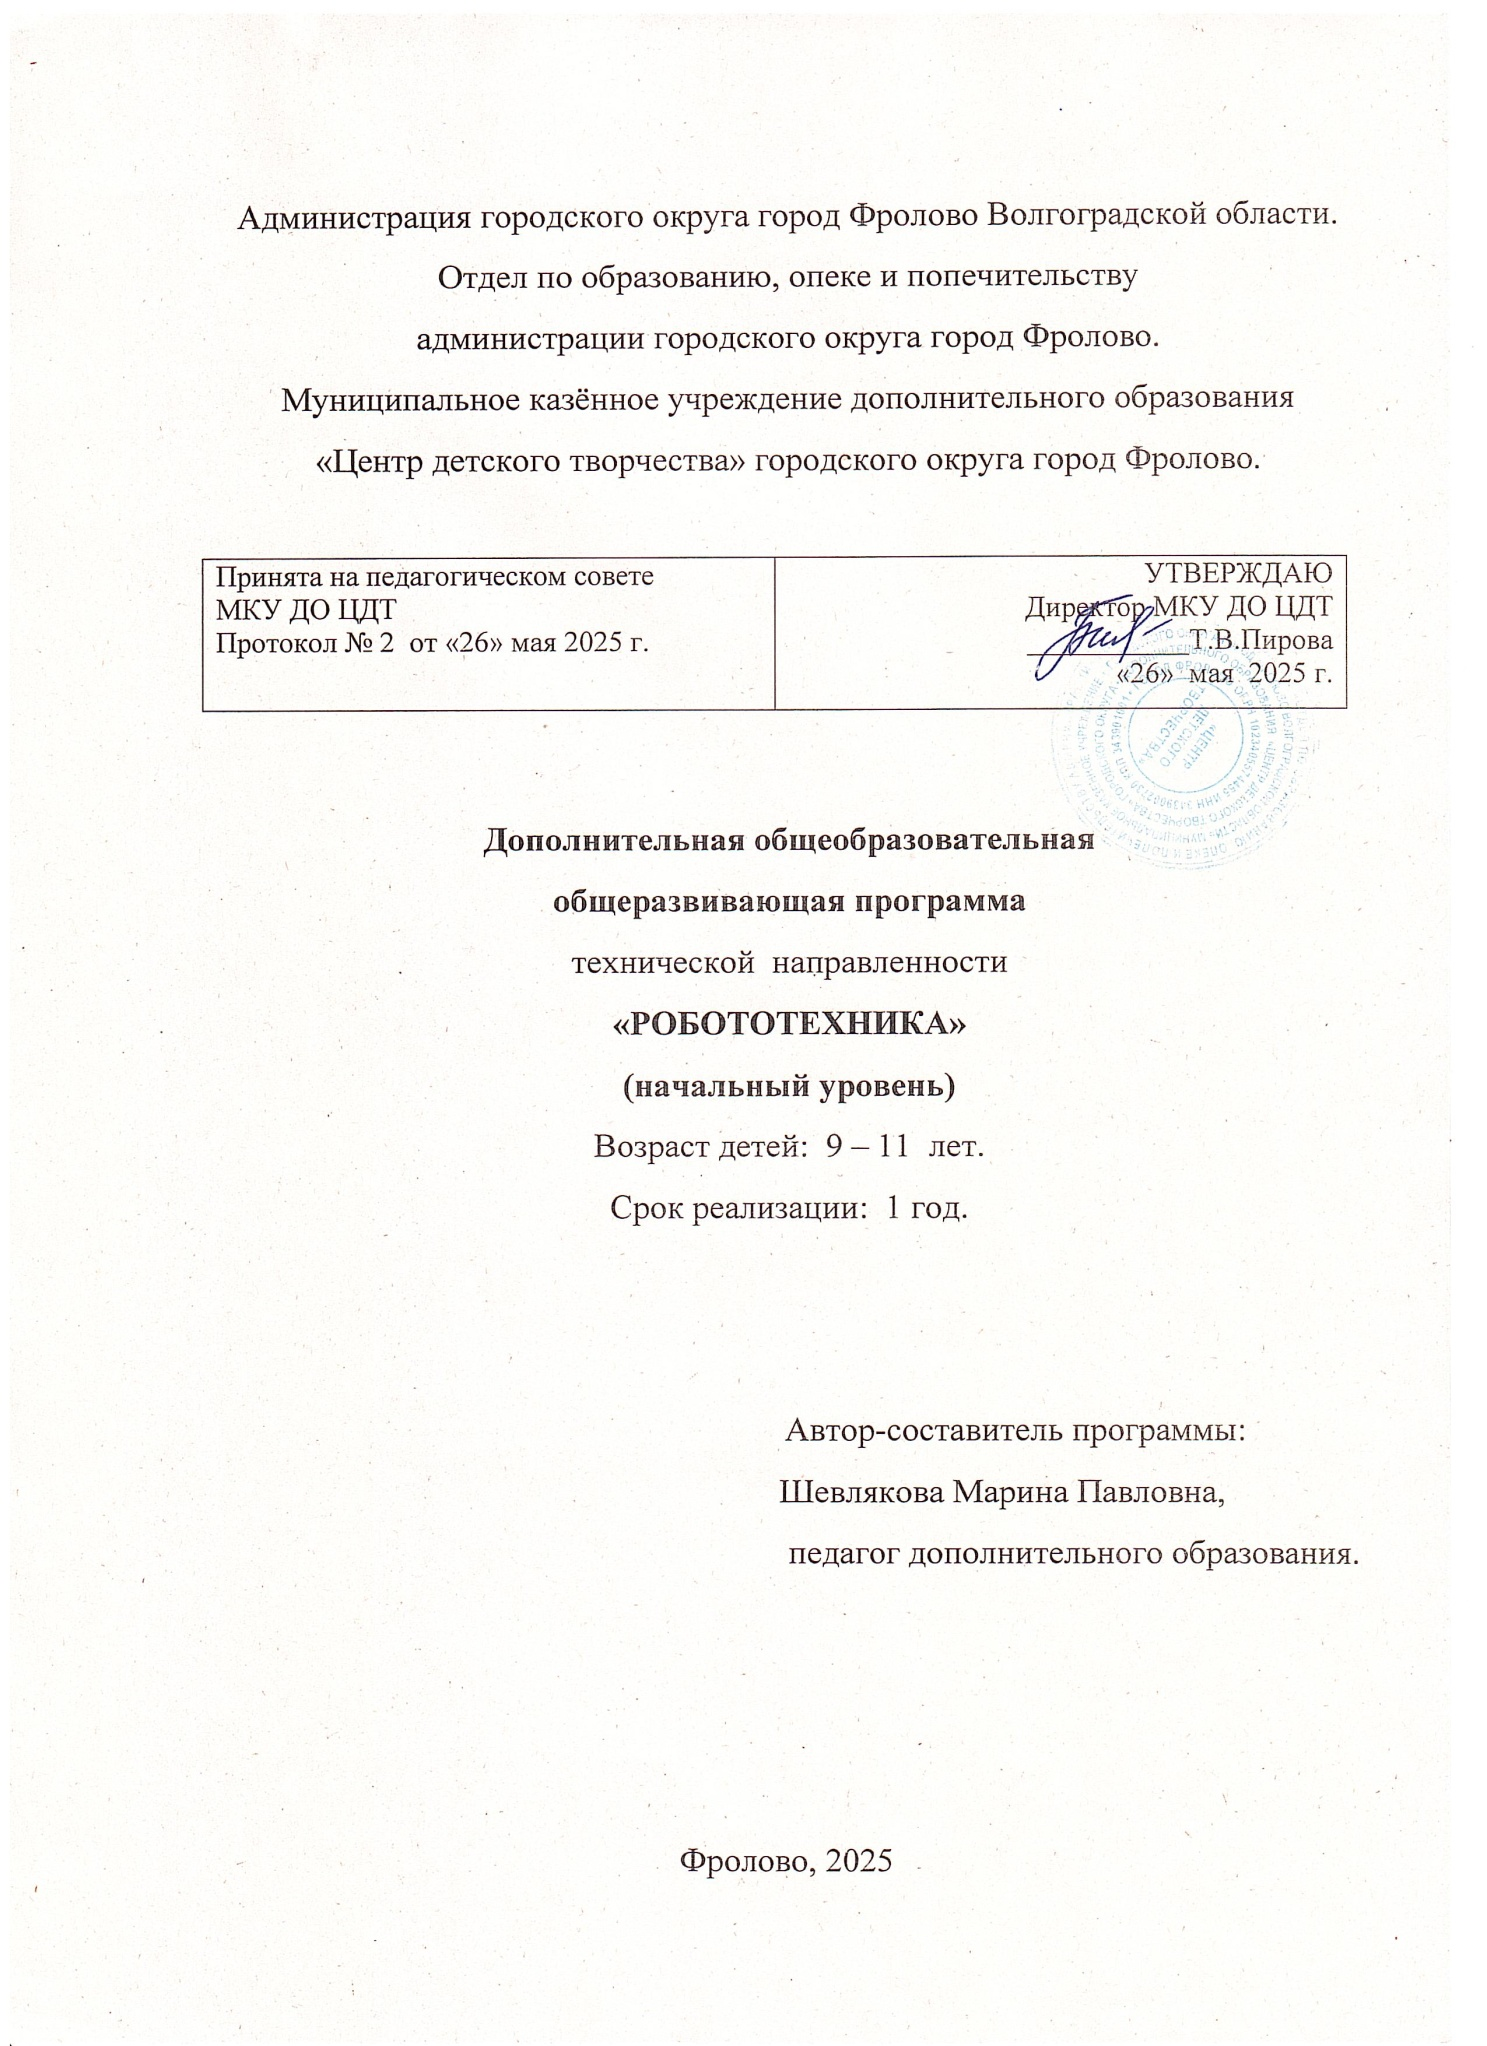 Администрация городского округа город Фролово Волгоградской области.
Отдел по образованию, опеке и попечительству
администрации городского округа город Фролово.
Муниципальное казённое учреждение дополнительного образования
«Центр детского творчества» городского округа город Фролово.
Принята на педагогическом совете
МКУ ДО ЦДТ
Протокол № 2 от «26» мая 2025 г.
УТВЕРЖДАЮ
Директор МКУ ДО ЦДТ
___________Т.В.Пирова
«26» мая 2025 г.
«ЦЕНТР
ДЕТСКОГО
ТВОРЧЕСТВА»
Дополнительная общеобразовательная
общеразвивающая программа
технической направленности
«РОБОТОТЕХНИКА»
(начальный уровень)
Возраст детей: 9 – 11 лет.
Срок реализации: 1 год.
Автор-составитель программы:
Шевлякова Марина Павловна,
педагог дополнительного образования.
Фролово, 2025